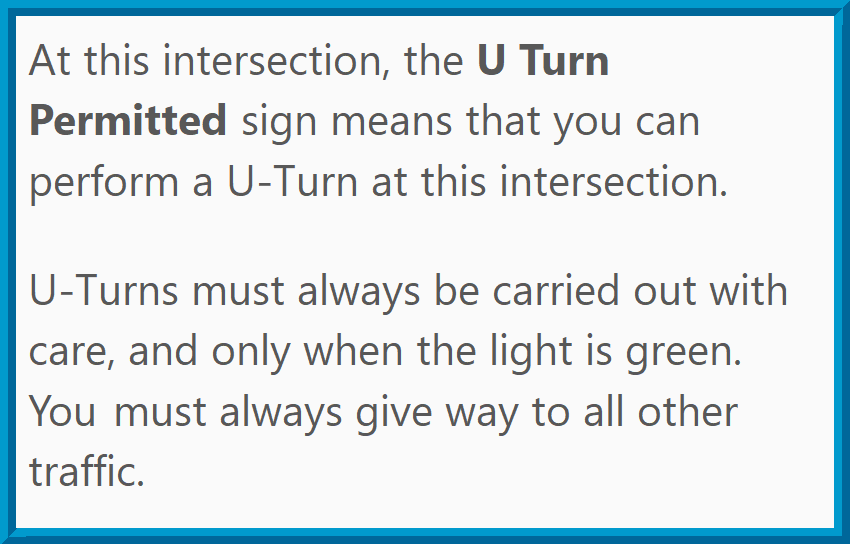 At this intersection, the U Turn
Permitted sign means that you can
perform a U-Turn at this intersection.
U-Turns must always be carried out with
care, and only when the light is green.
You must always give way to all other
traffic.